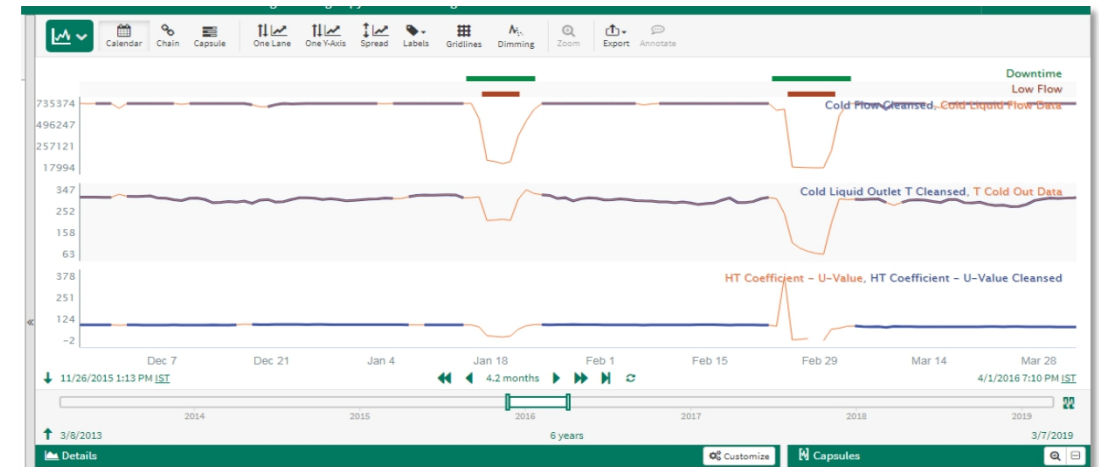 Calendar Chain Capsule One Lane One Y-Axis Spread Labels Gridlines Dimming Zoom Export Annotate
Downtime
Low Flow
735374
Cold Flow Cleansed, Cold Liquid Flow Data
496247
257121
17994
347
Cold Liquid Outlet T Cleansed, T Cold Out Data
252
158
63
378
HT Coefficient - U-Value, HT Coefficient - U-Value Cleansed
251
124
-2
Dec 7 Dec 21 Jan 4 Jan 18 Feb 1 Feb 15 Feb 29 Mar 14 Mar 28
11/26/2015 1:13 PM IST 4.2 months 4/1/2016 7:10 PM IST
2014 2015 2016 2017 2018 2019
3/8/2013 6 years 3/7/2019
Details Customize Capsules